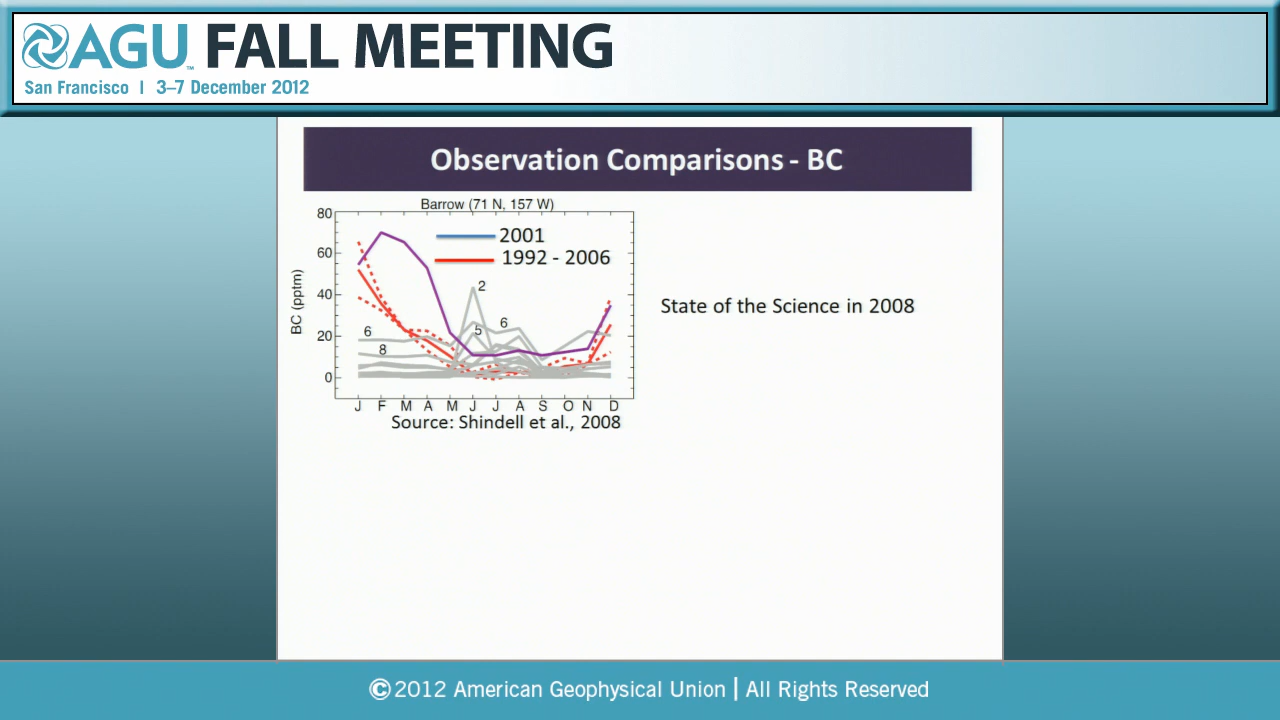 AGU FALL MEETING
™
San Francisco | 3–7 December 2012
Observation Comparisons - BC
Barrow (71 N, 157 W)
80
60
40
20
0
BC (pptm)
2001
1992 - 2006
2
6
5
6
8
J F M A M J J A S O N D
Source: Shindell et al., 2008
State of the Science in 2008
©2012 American Geophysical Union | All Rights Reserved